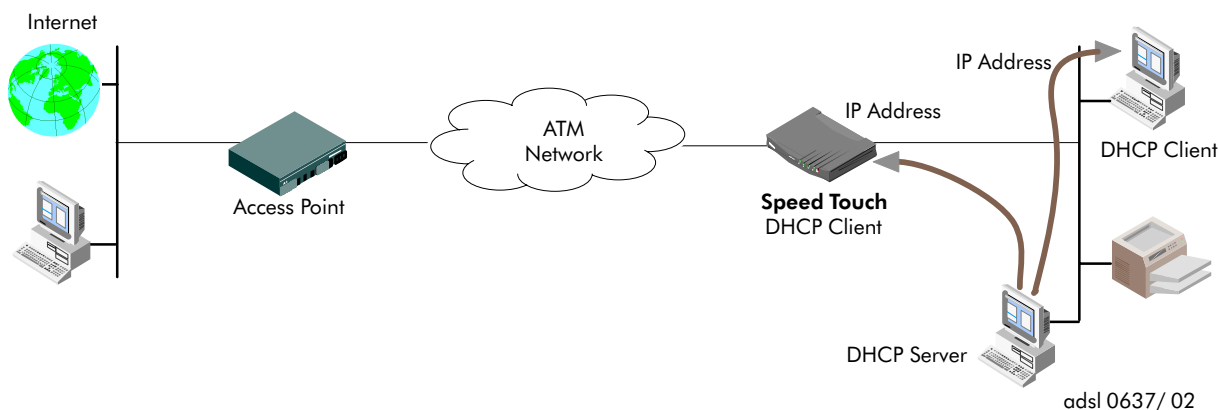 Internet
IP Address
IP Address
ATM
Network
DHCP Client
Access Point
Speed Touch
DHCP Client
DHCP Server
adsl 0637/ 02